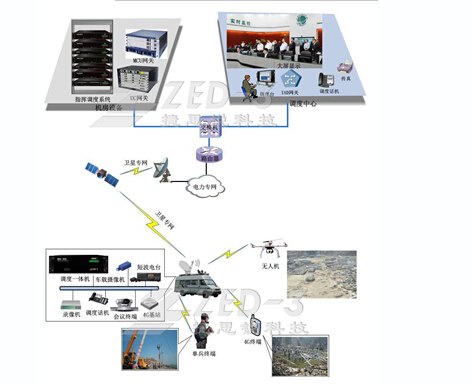 MCU网关
指挥调度系统
UC网关
机房设备
大屏显示
IAD网关
调度话机
传真
调度中心
ZED-3
捷思锐科技
交换机
路由器
卫星专网
电力专网
卫星专网
短波电台
调度一体机
车载摄像机
无人机
录像机
调度话机
会议终端
4G基站
ZED-3
捷思锐科技
单兵终端
4G终端